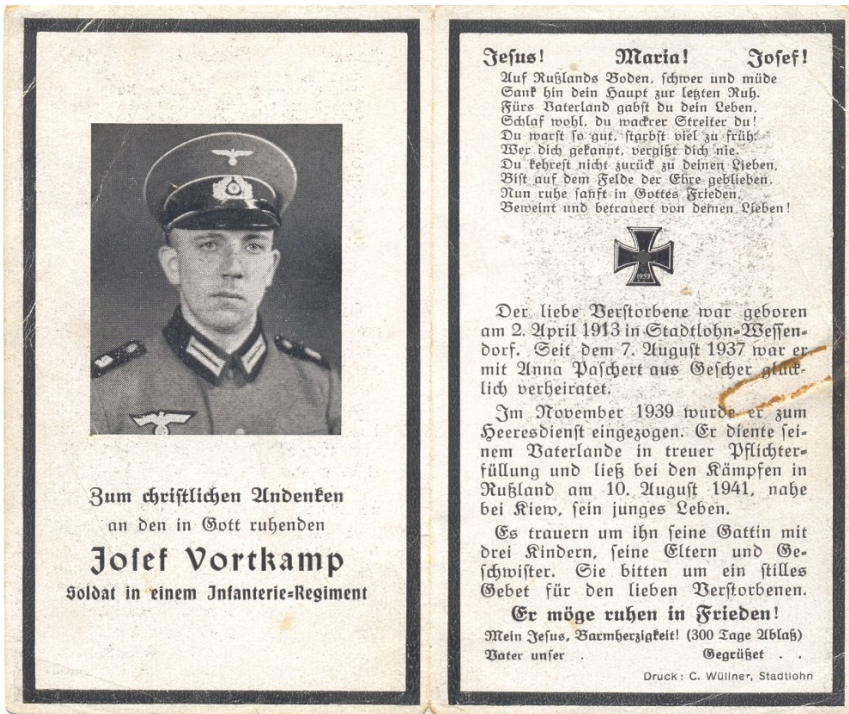 Zum christlichen Andenken
an den in Gott ruhenden
Josef Vortkamp
Soldat in einem Infanterie=Regiment
Jesus! Maria! Josef!
Auf Rußlands Boden, schwer und müde
Sank hin dein Haupt zur letzten Ruh.
Fürs Vaterland gabst du dein Leben,
Schlaf wohl, du wackrer Streiter du!
Du warst so gut, starbst viel zu früh;
Wer dich gekannt, vergißt dich nie.
Du kehrest nicht zurück zu deinen Lieben,
Bist auf dem Felde der Ehre geblieben.
Nun ruhe sanft in Gottes Frieden,
Beweint und betrauert von deinen Lieben!
1939
Der liebe Verstorbene war geboren
am 2. April 1913 in Stadtlohn=Wessen-
dorf. Seit dem 7. August 1937 war er
mit Anna Paschert aus Gescher glück-
lich verheiratet.
Im November 1939 wurde er zum
Heeresdienst eingezogen. Er diente sei-
nem Vaterlande in treuer Pflichter-
füllung und ließ bei den Kämpfen in
Rußland am 10. August 1941, nahe
bei Kiew, sein junges Leben.
Es trauern um ihn seine Gattin mit
drei Kindern, seine Eltern und Ge-
schwister. Sie bitten um ein stilles
Gebet für den lieben Verstorbenen.
Er möge ruhen in Frieden!
Mein Jesus, Barmherzigkeit! (300 Tage Ablaß)
Vater unser . Gegrüßet . .
Druck: C. Wüllner, Stadtlohn